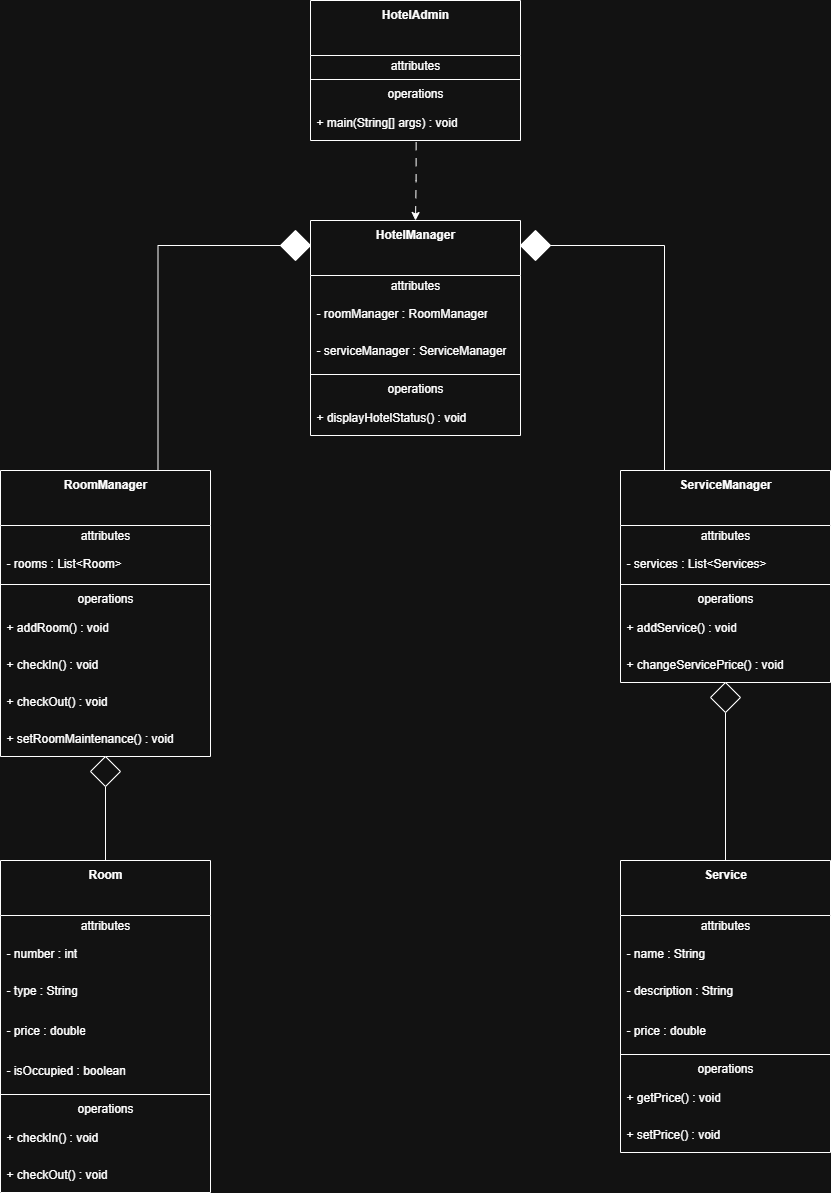 HotelAdmin
attributes
operations
+ main(String[] args) : void
HotelManager
attributes
- roomManager : RoomManager
- serviceManager : ServiceManager
operations
+ displayHotelStatus() : void
RoomManager
attributes
- rooms : List<Room>
operations
+ addRoom() : void
+ checkIn() : void
+ checkOut() : void
+ setRoomMaintenance() : void
ServiceManager
attributes
- services : List<Services>
operations
+ addService() : void
+ changeServicePrice() : void
Room
attributes
- number : int
- type : String
- price : double
- isOccupied : boolean
operations
+ checkIn() : void
+ checkOut() : void
Service
attributes
- name : String
- description : String
- price : double
operations
+ getPrice() : void
+ setPrice() : void